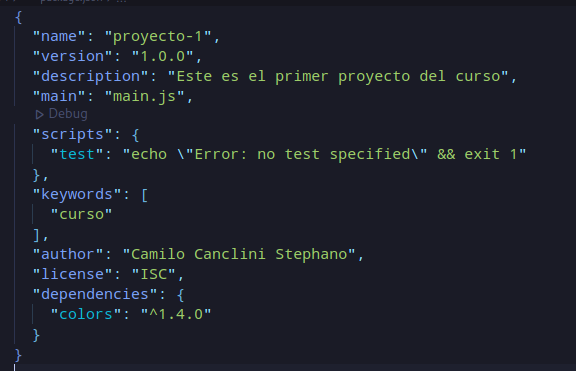 {
"name": "proyecto-1",
"version": "1.0.0",
"description": "Este es el primer proyecto del curso",
"main": "main.js",
Debug
"scripts": {
"test": "echo \"Error: no test specified\" && exit 1"
},
"keywords": [
"curso"
],
"author": "Camilo Canclini Stephano",
"license": "ISC",
"dependencies": {
"colors": "^1.4.0"
}
}